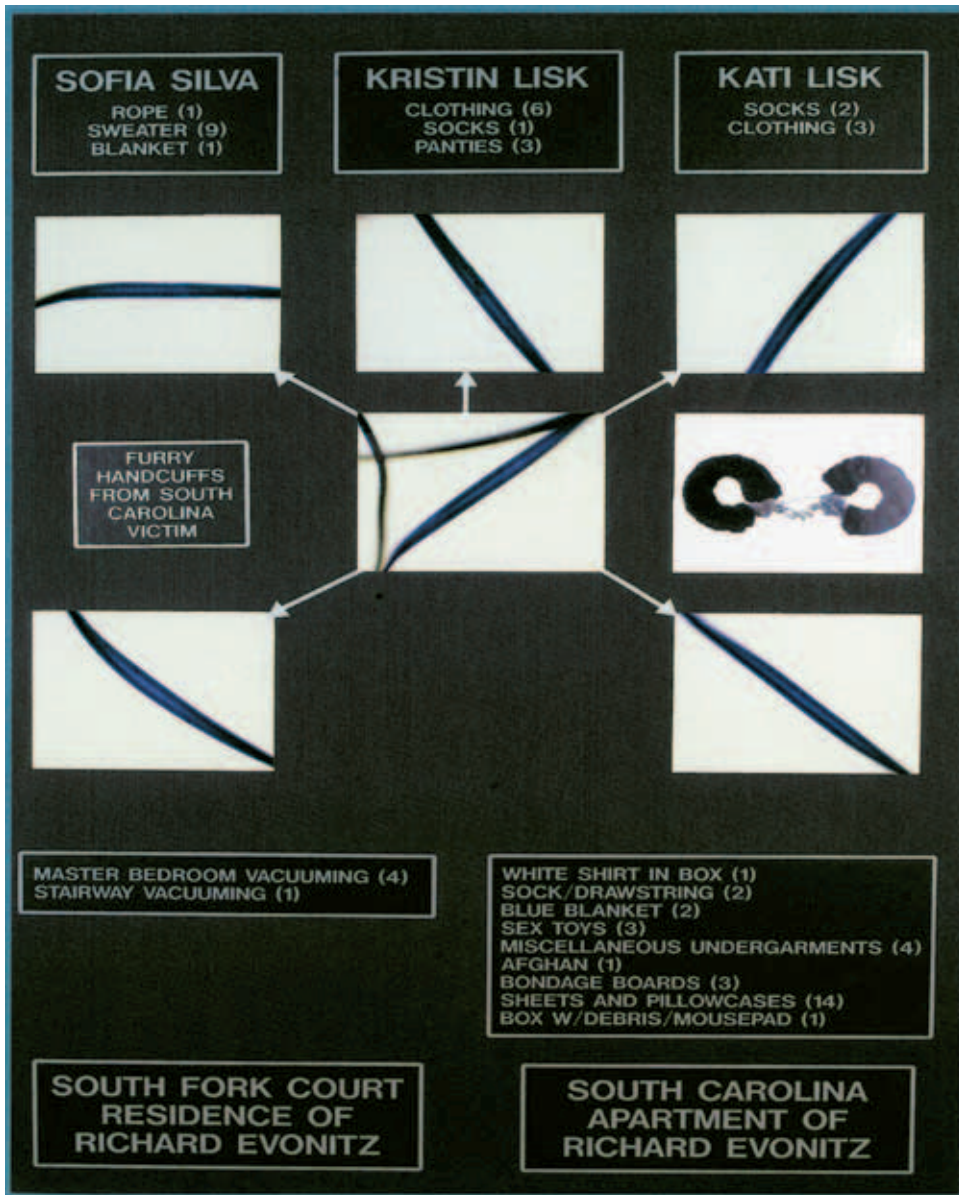 SOFIA SILVA
ROPE (1)
SWEATER (9)
BLANKET (1)
KRISTIN LISK
CLOTHING (6)
SOCKS (1)
PANTIES (3)
KATI LISK
SOCKS (2)
CLOTHING (3)
FURRY
HANDCUFFS
FROM SOUTH
CAROLINA
VICTIM
MASTER BEDROOM VACUUMING (4)
STAIRWAY VACUUMING (1)
WHITE SHIRT IN BOX (1)
SOCK/DRAWSTRING (2)
BLUE BLANKET (2)
SEX TOYS (3)
MISCELLANEOUS UNDERGARMENTS (4)
AFGHAN (1)
BONDAGE BOARDS (3)
SHEETS AND PILLOWCASES (14)
BOX W/DEBRIS/MOUSEPAD (1)
SOUTH FORK COURT
RESIDENCE OF
RICHARD EVONITZ
SOUTH CAROLINA
APARTMENT OF
RICHARD EVONITZ